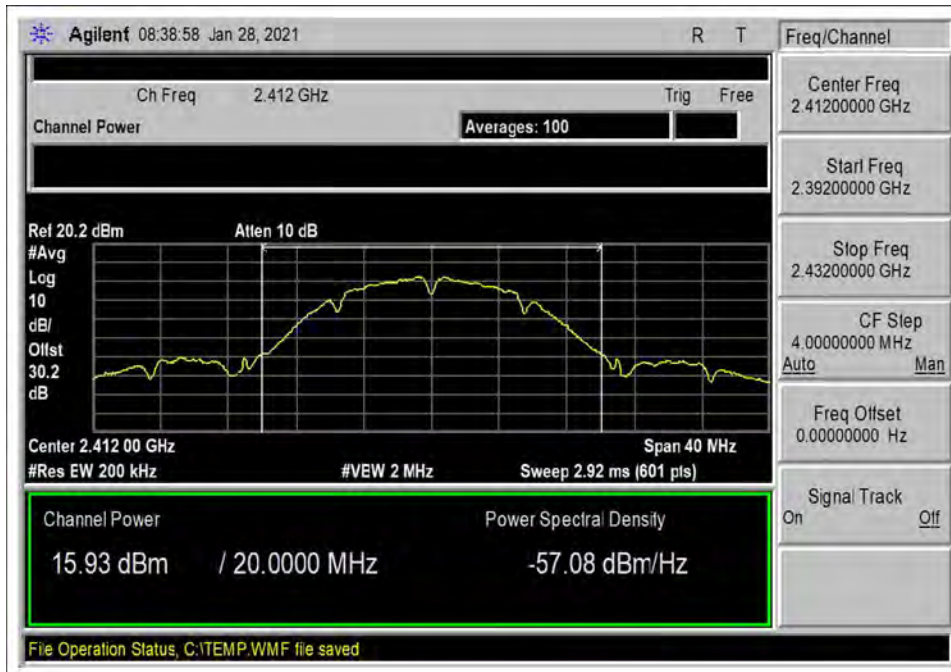 Agilent 08:38:58 Jan 28, 2021 R T
Freq/Channel
Ch Freq 2.412 GHz Trig Free
Channel Power Averages: 100
Center Freq
2.41200000 GHz
Start Freq
2.39200000 GHz
Stop Freq
2.43200000 GHz
CF Step
4.00000000 MHz
Auto Man
Freq Offset
0.00000000 Hz
Signal Track
On Off
Ref 20.2 dBm Atten 10 dB
#Avg
Log
10
dB/
Offst
30.2
dB
Center 2.412 00 GHz Span 40 MHz
#Res BW 200 kHz #VBW 2 MHz Sweep 2.92 ms (601 pts)
Channel Power Power Spectral Density
15.93 dBm / 20.0000 MHz -57.08 dBm/Hz
File Operation Status, C:\TEMP.WMF file saved